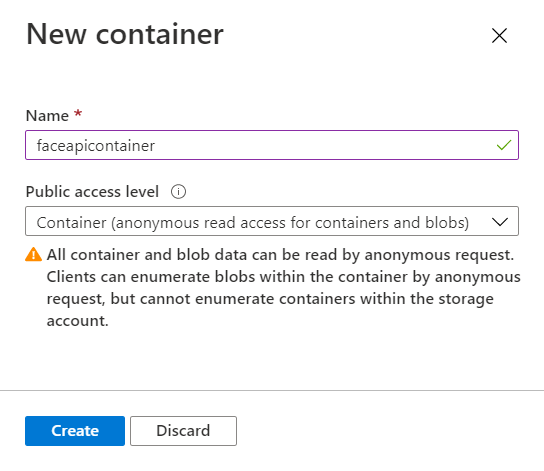 New container
Name *
faceapicontainer
Public access level
Container (anonymous read access for containers and blobs)
All container and blob data can be read by anonymous request.
Clients can enumerate blobs within the container by anonymous
request, but cannot enumerate containers within the storage
account.
Create
Discard